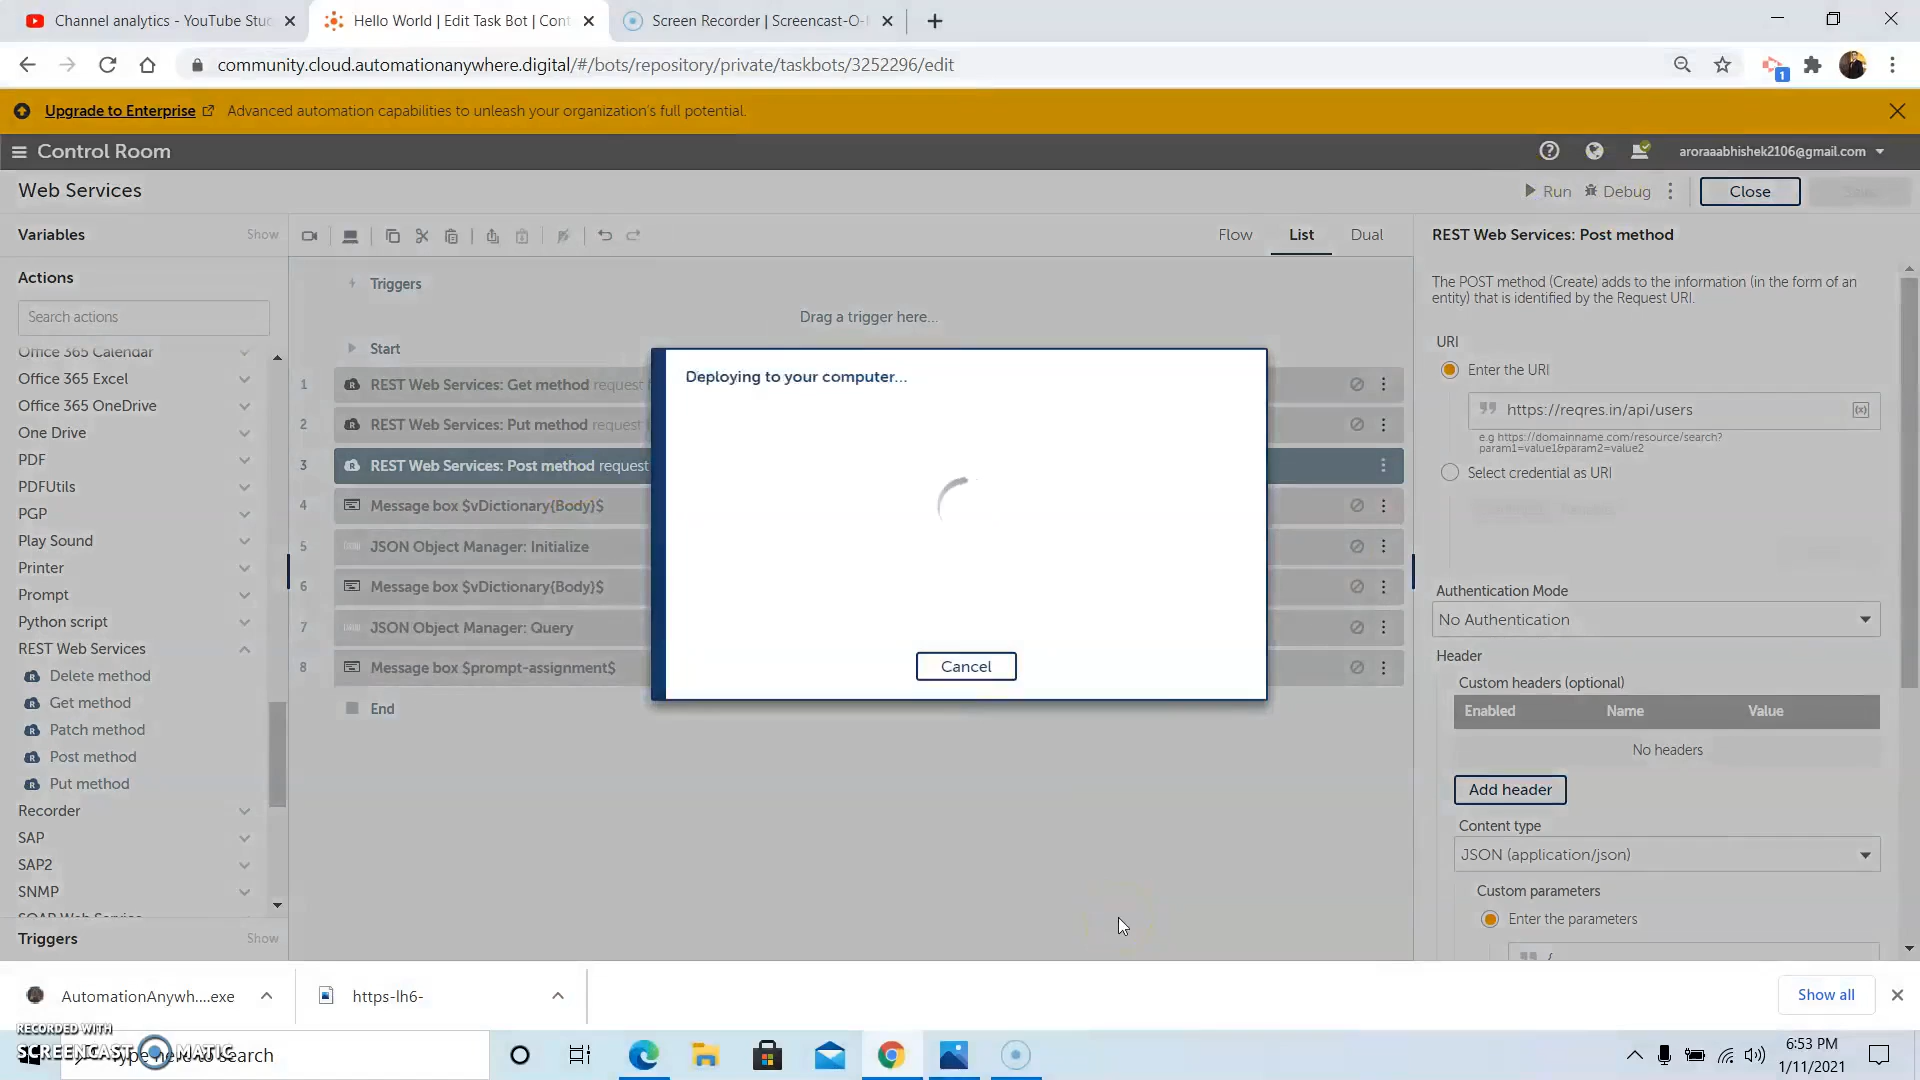 Channel analytics - YouTube Stu
Hello World | Edit Task Bot | Cont
Screen Recorder | Screencast-O-
community.cloud.automationanywhere.digital/#/bots/repository/private/taskbots/3252296/edit
1
Upgrade to Enterprise
Advanced automation capabilities to unleash your organization's full potential.
Control Room
aroraaabhishek2106@gmail.com
Web Services
Run
Debug
Close
Variables
Show
Flow
List
Dual
REST Web Services: Post method
Actions
Search actions
Office 365 Calendar
Office 365 Excel
Office 365 OneDrive
One Drive
PDF
PDFUtils
PGP
Play Sound
Printer
Prompt
Python script
REST Web Services
Delete method
Get method
Patch method
Post method
Put method
Recorder
SAP
SAP2
SNMP
SOAP Web Service
Triggers
Show
Triggers
Drag a trigger here...
Start
1 REST Web Services: Get method request
2 REST Web Services: Put method request
3 REST Web Services: Post method request
4 Message box $vDictionary{Body}$
5 JSON Object Manager: Initialize
6 Message box $vDictionary{Body}$
7 JSON Object Manager: Query
8 Message box $prompt-assignment$
End
Deploying to your computer...
Cancel
The POST method (Create) adds to the information (in the form of an
entity) that is identified by the Request URI.
URI
Enter the URI
https://reqres.in/api/users
e.g https://domainname.com/resource/search?
param1=value1&param2=value2
Select credential as URI
Authentication Mode
No Authentication
Header
Custom headers (optional)
Enabled Name Value
No headers
Add header
Content type
JSON (application/json)
Custom parameters
Enter the parameters
{
AutomationAnywh....exe
https-lh6-
Show all
RECORDED WITH
SCREENCAST MATIC
Type here to search
6:53 PM
1/11/2021